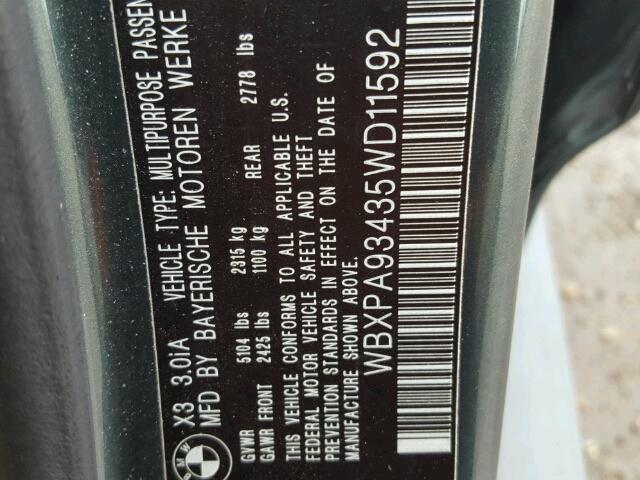 BMW
X3 3.0iA VEHICLE TYPE: MULTIPURPOSE PASSEN
MFD BY BAYERISCHE MOTOREN WERKE
GVWR 5104 lbs 2315 kg
GAWR FRONT 2425 lbs 1100 kg REAR 2778 lbs
THIS VEHICLE CONFORMS TO ALL APPLICABLE U.S.
FEDERAL MOTOR VEHICLE SAFETY AND THEFT
PREVENTION STANDARDS IN EFFECT ON THE DATE OF
MANUFACTURE SHOWN ABOVE.
WBXPA93435WD11592